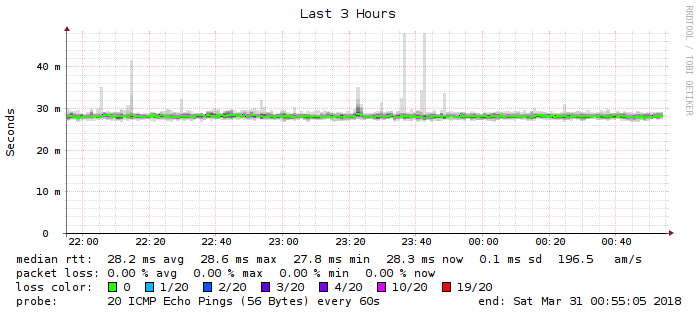 Last 3 Hours
RRDTOOL / TOBI OETIKER
Seconds
40 m
30 m
20 m
10 m
0
22:00 22:20 22:40 23:00 23:20 23:40 00:00 00:20 00:40
median rtt: 28.2 ms avg 28.6 ms max 27.8 ms min 28.3 ms now 0.1 ms sd 196.5 am/s
packet loss: 0.00 % avg 0.00 % max 0.00 % min 0.00 % now
loss color: 0 1/20 2/20 3/20 4/20 10/20 19/20
probe: 20 ICMP Echo Pings (56 Bytes) every 60s end: Sat Mar 31 00:55:05 2018